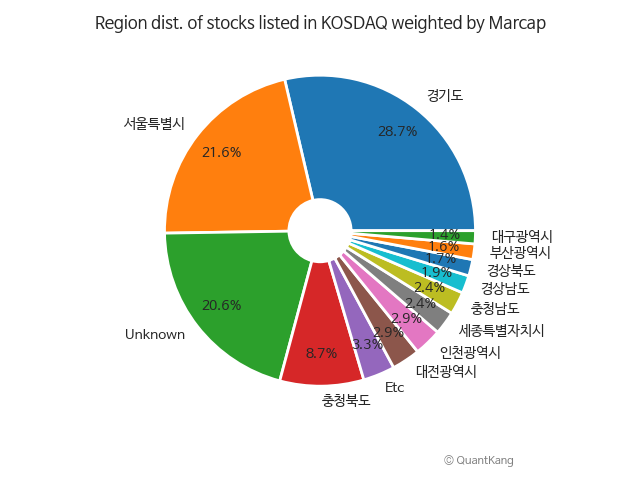 Region dist. of stocks listed in KOSDAQ weighted by Marcap
경기도
28.7%
서울특별시
21.6%
Unknown
20.6%
충청북도
8.7%
Etc
3.3%
대전광역시
2.9%
인천광역시
2.9%
세종특별자치시
2.4%
충청남도
2.4%
경상남도
1.9%
경상북도
1.7%
부산광역시
1.6%
대구광역시
1.4%
© QuantKang